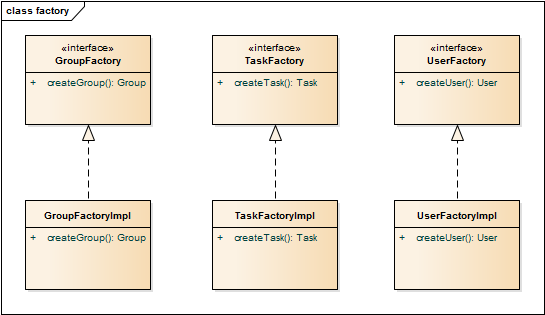 class factory
«interface»
GroupFactory
+ createGroup(): Group
«interface»
TaskFactory
+ createTask(): Task
«interface»
UserFactory
+ createUser(): User
GroupFactoryImpl
+ createGroup(): Group
TaskFactoryImpl
+ createTask(): Task
UserFactoryImpl
+ createUser(): User